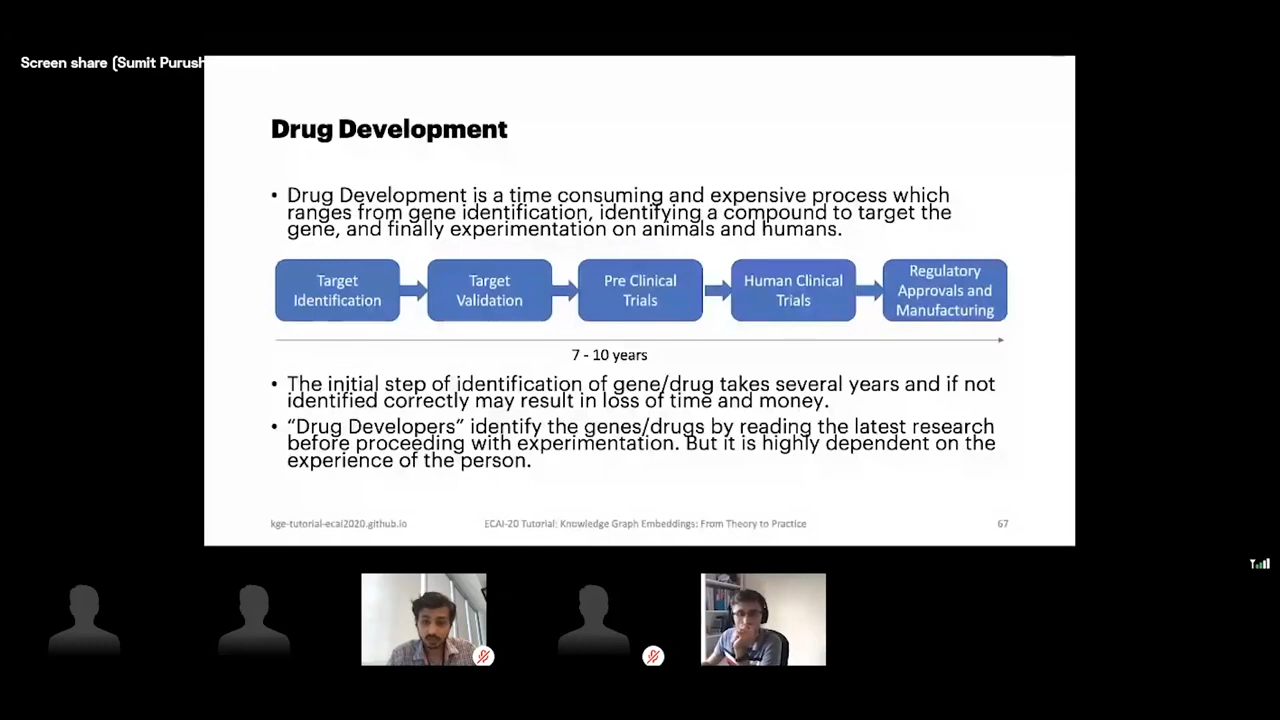 Screen share (Sumit Purush
Drug Development
• Drug Development is a time consuming and expensive process which
ranges from gene identification, identifying a compound to target the
gene, and finally experimentation on animals and humans.
Target
Identification
Target
Validation
Pre Clinical
Trials
Human Clinical
Trials
Regulatory
Approvals and
Manufacturing
7 - 10 years
• The initial step of identification of gene/drug takes several years and if not
identified correctly may result in loss of time and money.
• “Drug Developers” identify the genes/drugs by reading the latest research
before proceeding with experimentation. But it is highly dependent on the
experience of the person.
kge-tutorial-ecai2020.github.io
ECAI-20 Tutorial: Knowledge Graph Embeddings: From Theory to Practice
67